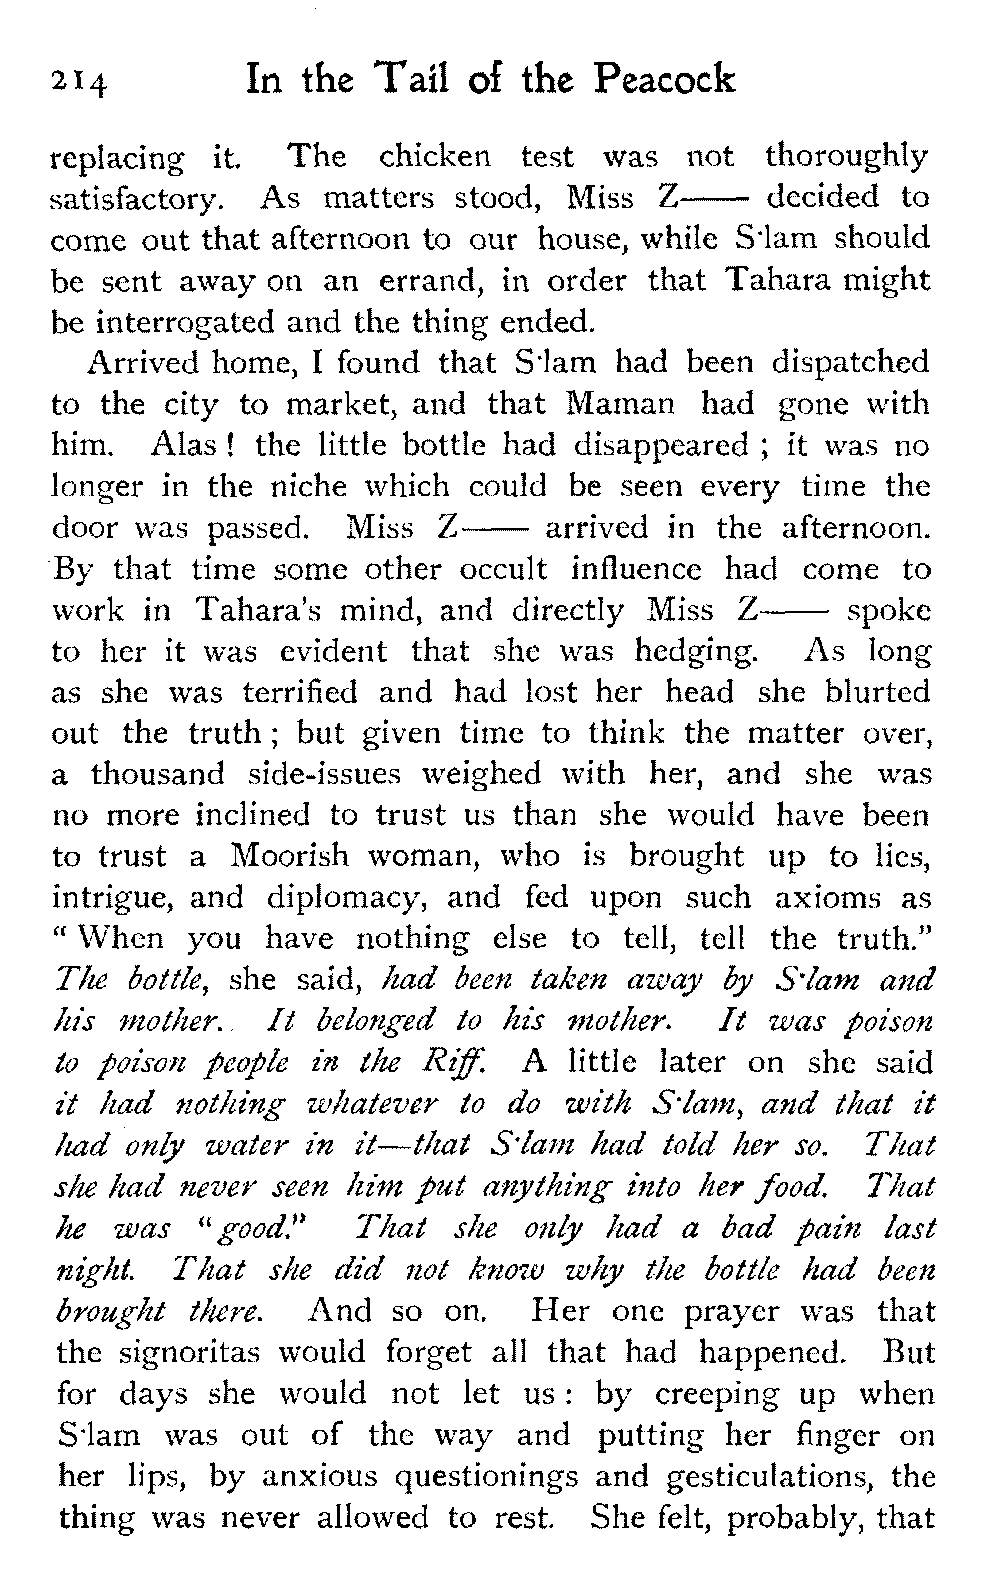 214 In the Tail of the Peacock
replacing it. The chicken test was not thoroughly
satisfactory. As matters stood, Miss Z—— decided to
come out that afternoon to our house, while S·lam should
be sent away on an errand, in order that Tahara might
be interrogated and the thing ended.
Arrived home, I found that S·lam had been dispatched
to the city to market, and that Maman had gone with
him. Alas! the little bottle had disappeared; it was no
longer in the niche which could be seen every time the
door was passed. Miss Z—— arrived in the afternoon.
By that time some other occult influence had come to
work in Tahara's mind, and directly Miss Z—— spoke
to her it was evident that she was hedging. As long
as she was terrified and had lost her head she blurted
out the truth; but given time to think the matter over,
a thousand side-issues weighed with her, and she was
no more inclined to trust us than she would have been
to trust a Moorish woman, who is brought up to lies,
intrigue, and diplomacy, and fed upon such axioms as
“When you have nothing else to tell, tell the truth.”
The bottle, she said, had been taken away by S·lam and
his mother. It belonged to his mother. It was poison
to poison people in the Riff. A little later on she said
it had nothing whatever to do with S·lam, and that it
had only water in it—that S·lam had told her so. That
she had never seen him put anything into her food. That
he was “good.” That she only had a bad pain last
night. That she did not know why the bottle had been
brought there. And so on. Her one prayer was that
the signoritas would forget all that had happened. But
for days she would not let us: by creeping up when
S·lam was out of the way and putting her finger on
her lips, by anxious questionings and gesticulations, the
thing was never allowed to rest. She felt, probably, that